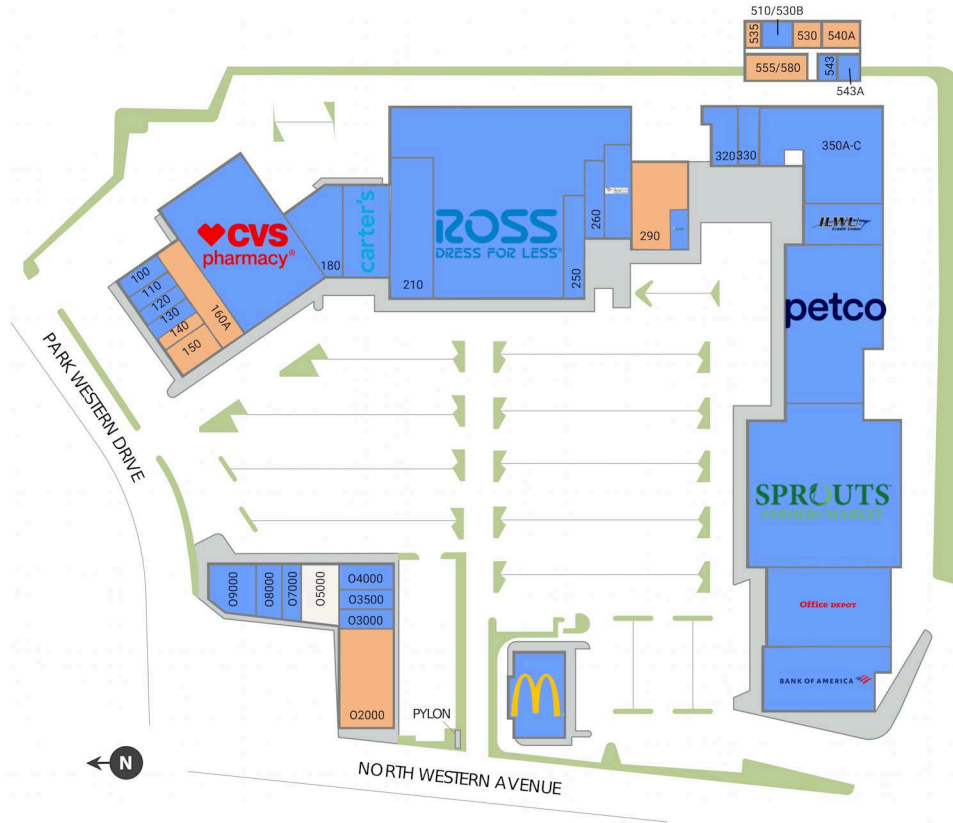 510/530B
535
530
540A
555/580
543
543A
320
330
350A-C
ILWU
Credit Union
CVS
pharmacy®
carter's
180
210
ROSS
DRESS FOR LESS®
250
260
290
100
110
120
130
140
150
160A
petco
SPROUTS
FARMERS MARKET
Office DEPOT
BANK OF AMERICA
PARK WESTERN DRIVE
O9000
O8000
O7000
O5000
O4000
O3500
O3000
O2000
PYLON
N
NORTH WESTERN AVENUE